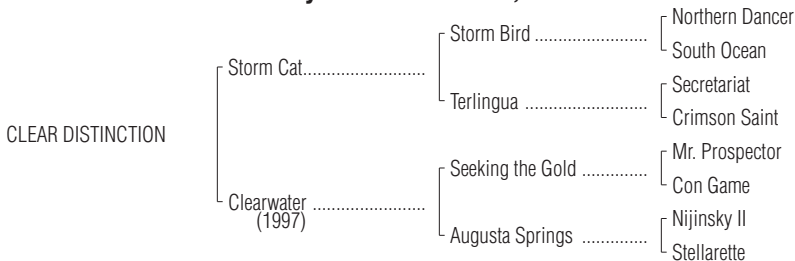 Northern Dancer
Storm Bird ................................
South Ocean
Storm Cat...........................
Secretariat
Terlingua ...................................
Crimson Saint
CLEAR DISTINCTION
Mr. Prospector
Seeking the Gold ..................
Con Game
Clearwater .........................
(1997)
Nijinsky II
Augusta Springs ..................
Stellarette